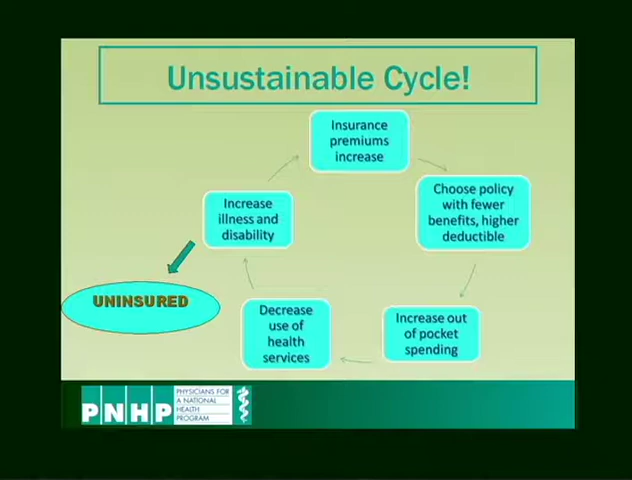 Unsustainable Cycle!
Insurance
premiums
increase
Choose policy
with fewer
benefits, higher
deductible
Increase out
of pocket
spending
Decrease
use of
health
services
Increase
illness and
disability
UNINSURED
PNHP
PHYSICIANS FOR
A NATIONAL
HEALTH
PROGRAM